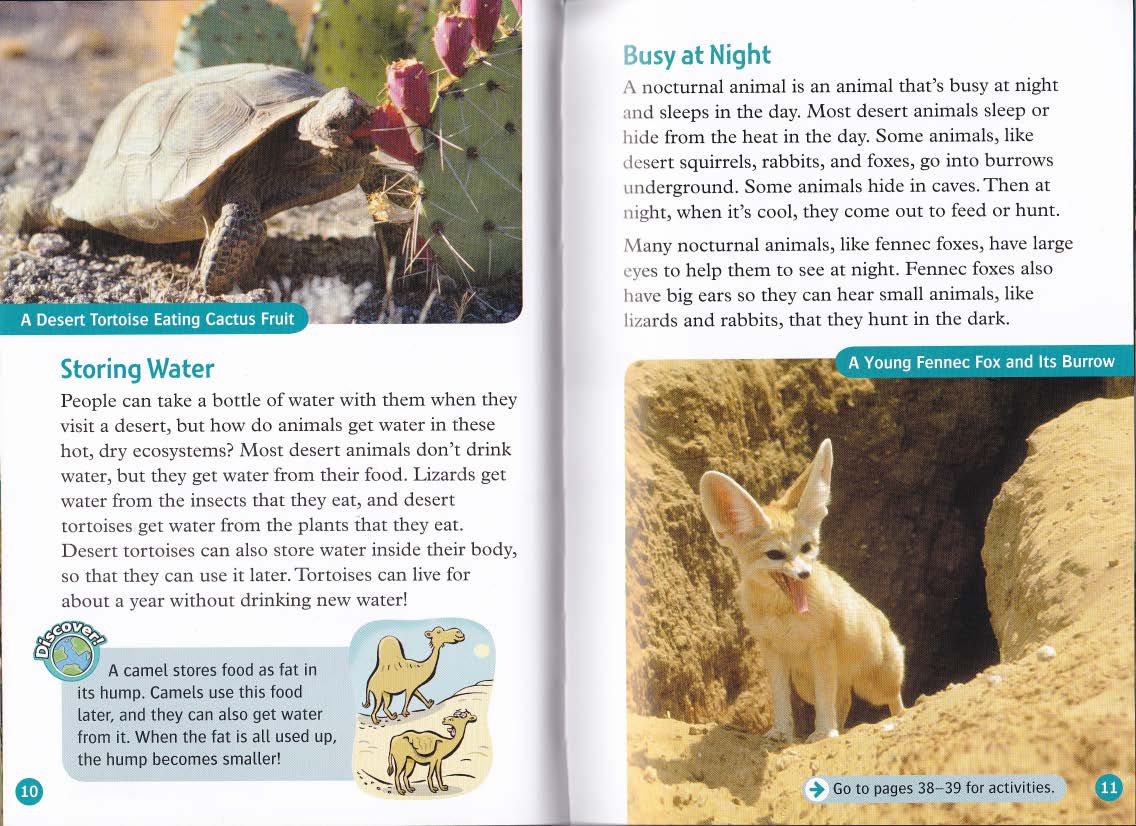 A Desert Tortoise Eating Cactus Fruit
Storing Water
People can take a bottle of water with them when they
visit a desert, but how do animals get water in these
hot, dry ecosystems? Most desert animals don't drink
water, but they get water from their food. Lizards get
water from the insects that they eat, and desert
tortoises get water from the plants that they eat.
Desert tortoises can also store water inside their body,
so that they can use it later. Tortoises can live for
about a year without drinking new water!
Discover!
A camel stores food as fat in
its hump. Camels use this food
later, and they can also get water
from it. When the fat is all used up,
the hump becomes smaller!
10
Busy at Night
A nocturnal animal is an animal that's busy at night
and sleeps in the day. Most desert animals sleep or
hide from the heat in the day. Some animals, like
desert squirrels, rabbits, and foxes, go into burrows
underground. Some animals hide in caves. Then at
night, when it's cool, they come out to feed or hunt.
Many nocturnal animals, like fennec foxes, have large
eyes to help them to see at night. Fennec foxes also
have big ears so they can hear small animals, like
lizards and rabbits, that they hunt in the dark.
A Young Fennec Fox and Its Burrow
Go to pages 38–39 for activities.
11